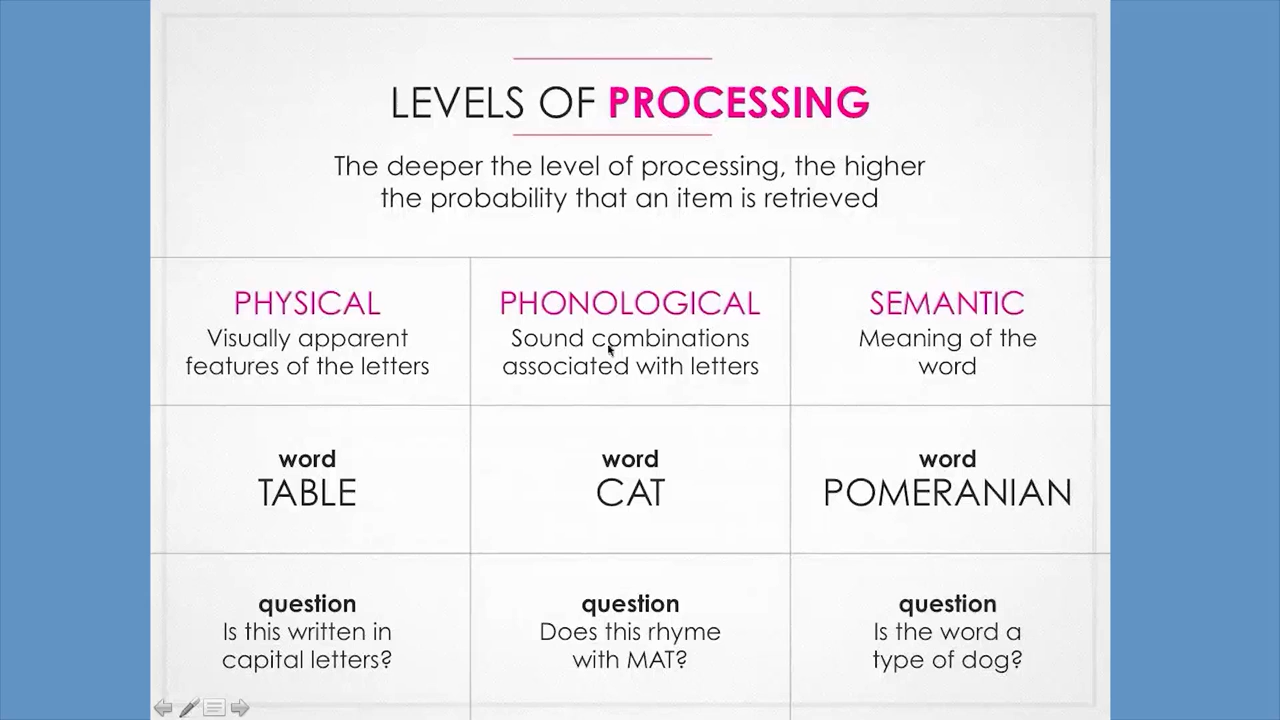 LEVELS OF PROCESSING
The deeper the level of processing, the higher
the probability that an item is retrieved
PHYSICAL
Visually apparent
features of the letters
PHONOLOGICAL
Sound combinations
associated with letters
SEMANTIC
Meaning of the
word
word
TABLE
word
CAT
word
POMERANIAN
question
Is this written in
capital letters?
question
Does this rhyme
with MAT?
question
Is the word a
type of dog?